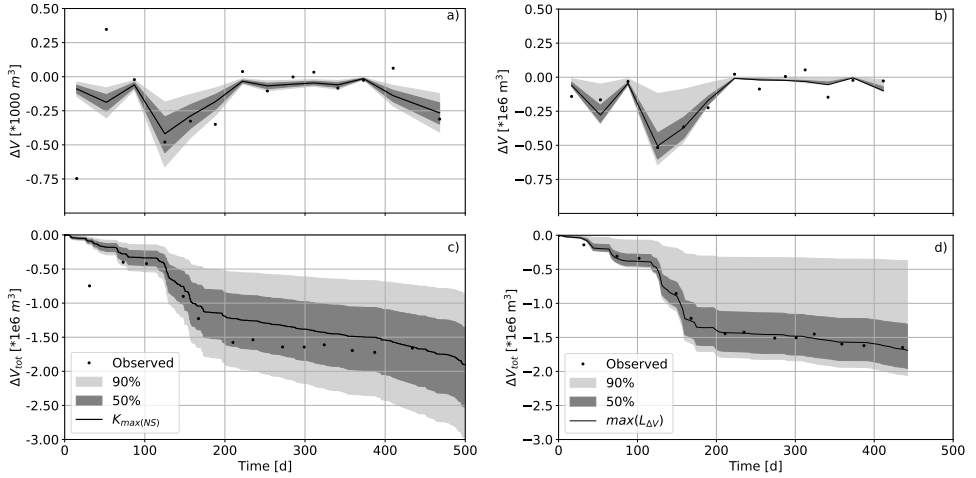 a)
0.50
0.25
0.00
−0.25
−0.50
−0.75
ΔV [*1000 m³]
b)
0.50
0.25
0.00
−0.25
−0.50
−0.75
ΔV [*1e6 m³]
c)
0.00
-0.50
-1.00
-1.50
-2.00
-2.50
-3.00
ΔV_tot [*1e6 m³]
Observed
90%
50%
K_max(NS)
0 100 200 300 400 500
Time [d]
d)
0.0
−0.5
−1.0
−1.5
−2.0
−2.5
−3.0
ΔV_tot [*1e6 m³]
Observed
90%
50%
max(L_ΔV)
0 100 200 300 400 500
Time [d]